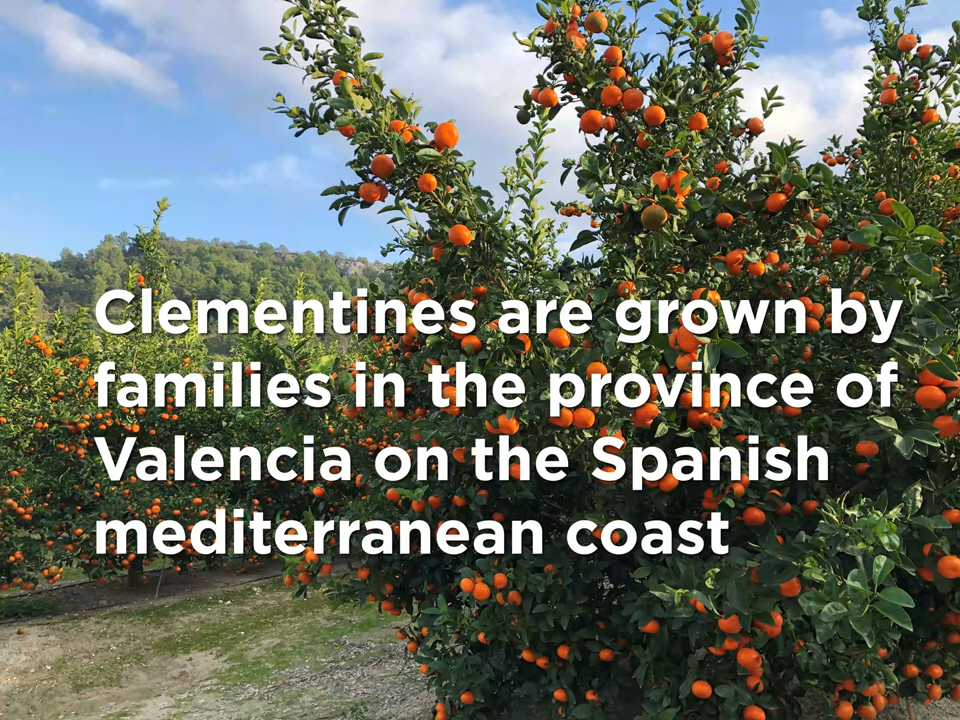 Clementines are grown by
families in the province of
Valencia on the Spanish
mediterranean coast